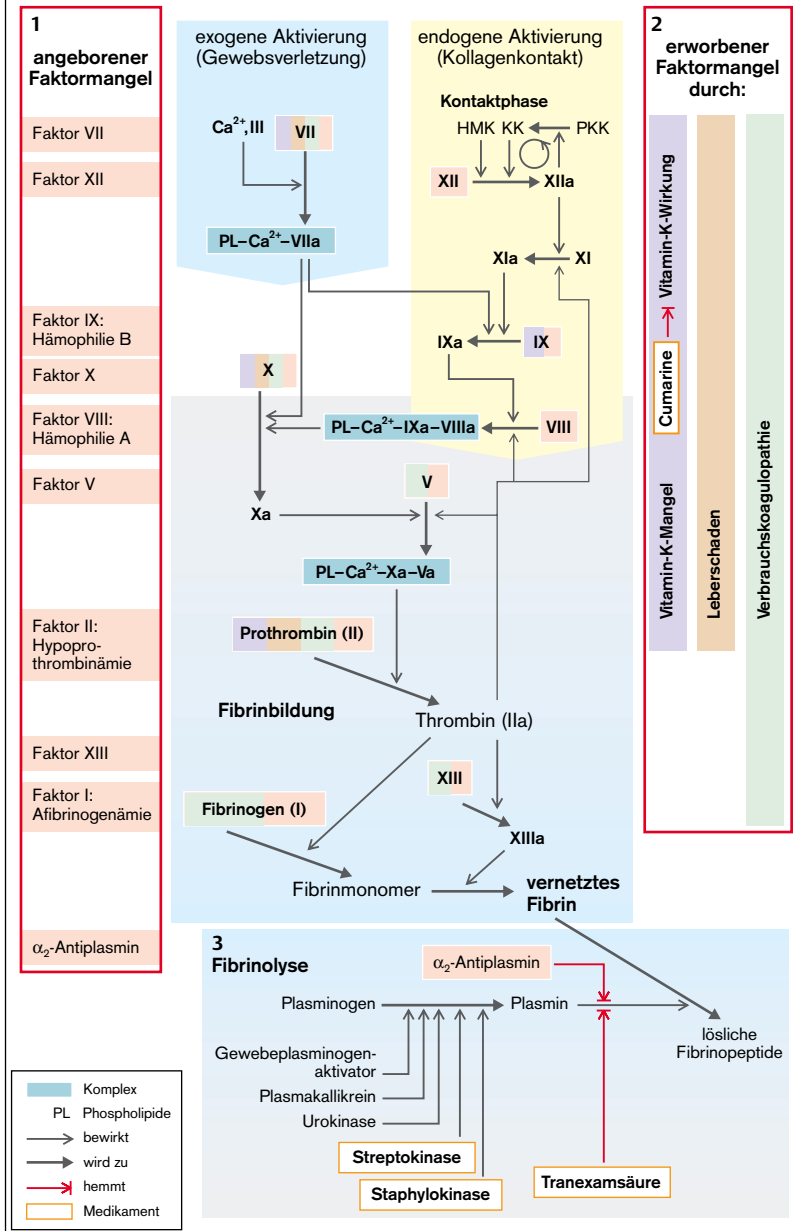 1
angeborener
Faktormangel
Faktor VII
Faktor XII
Faktor IX:
Hämophilie B
Faktor X
Faktor VIII:
Hämophilie A
Faktor V
Faktor II:
Hypopro-
thrombinämie
Faktor XIII
Faktor I:
Afibrinogenämie
α₂-Antiplasmin
exogene Aktivierung
(Gewebsverletzung)
Ca²⁺,III
VII
PL–Ca²⁺–VIIa
endogene Aktivierung
(Kollagenkontakt)
Kontaktphase
HMK KK PKK
XII XIIa
XIa XI
IXa IX
X
PL–Ca²⁺–IXa–VIIIa VIII
V
Xa
PL–Ca²⁺–Xa–Va
Prothrombin (II)
Fibrinbildung
Thrombin (IIa)
XIII
Fibrinogen (I)
XIIIa
Fibrinmonomer
vernetztes
Fibrin
2
erworbener
Faktormangel
durch:
Vitamin-K-Mangel
Cumarine
Vitamin-K-Wirkung
Leberschaden
Verbrauchskoagulopathie
3
Fibrinolyse
α₂-Antiplasmin
Plasminogen
Plasmin
lösliche
Fibrinopeptide
Gewebeplasminogen-
aktivator
Plasmakallikrein
Urokinase
Streptokinase
Staphylokinase
Tranexamsäure
Komplex
PL Phospholipide
bewirkt
wird zu
hemmt
Medikament